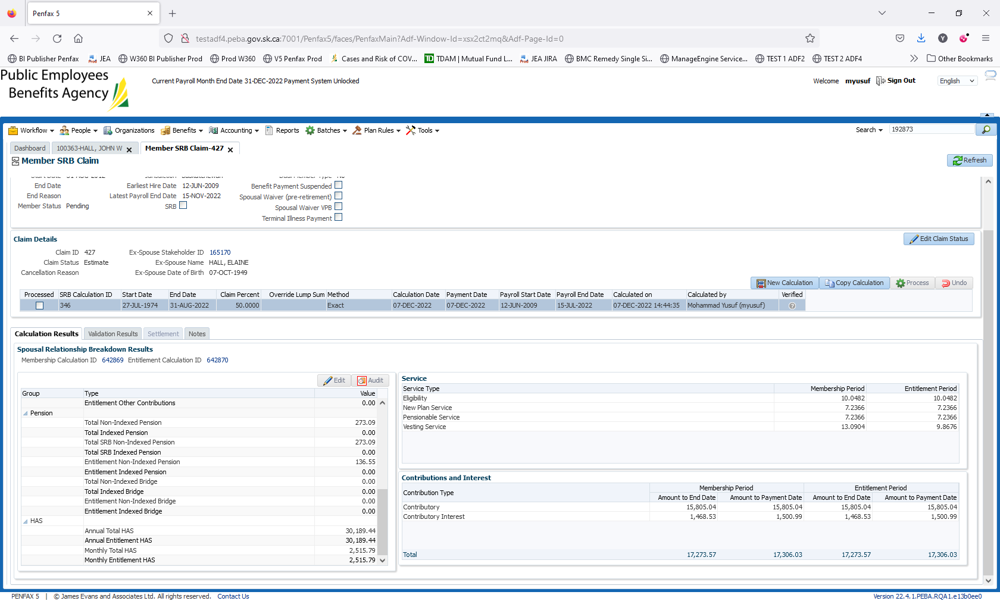 Penfax 5
testadf4.peba.gov.sk.ca:7001/Penfax5/faces/PenfaxMain?Adf-Window-Id=xsx2ct2mq&Adf-Page-Id=0
BI Publisher Penfax JEA W360 BI Publisher Prod Prod W360 V5 Penfax Prod Cases and Risk of COV... TD TDAM | Mutual Fund L... JEA JIRA BMC Remedy Single Si... ManageEngine Service... TEST 1 ADF2 TEST 2 ADF4 Other Bookmarks
Public Employees
Benefits Agency
Current Payroll Month End Date 31-DEC-2022 Payment System Unlocked
Welcome myusuf Sign Out English
Workflow People Organizations Benefits Accounting Reports Batches Plan Rules Tools Search 192873
Dashboard 100363-HALL, JOHN W Member SRB Claim-427
Member SRB Claim Refresh
Start Date 31-AUG-2012 Jurisdiction Saskatchewan Dual Member Type No
End Date Earliest Hire Date 12-JUN-2009 Benefit Payment Suspended
End Reason Latest Payroll End Date 15-NOV-2022 Spousal Waiver (pre-retirement)
Member Status Pending SRB Spousal Waiver VPB
Terminal Illness Payment
Claim Details Edit Claim Status
Claim ID 427 Ex-Spouse Stakeholder ID 165170
Claim Status Estimate Ex-Spouse Name HALL, ELAINE
Cancellation Reason Ex-Spouse Date of Birth 07-OCT-1949
New Calculation Copy Calculation Process Undo
Processed SRB Calculation ID Start Date End Date Claim Percent Override Lump Sum Method Calculation Date Payment Date Payroll Start Date Payroll End Date Calculated on Calculated by Verified
346 27-JUL-1974 31-AUG-2022 50.0000 Exact 07-DEC-2022 07-DEC-2022 12-JUN-2009 15-JUL-2022 07-DEC-2022 14:44:35 Mohammad Yusuf (myusuf) ?
Calculation Results Validation Results Settlement Notes
Spousal Relationship Breakdown Results
Membership Calculation ID 642869 Entitlement Calculation ID 642870
Edit Audit
Group Type Value
Entitlement Other Contributions 0.00
Pension
Total Non-Indexed Pension 273.09
Total Indexed Pension 0.00
Total SRB Non-Indexed Pension 273.09
Total SRB Indexed Pension 0.00
Entitlement Non-Indexed Pension 136.55
Entitlement Indexed Pension 0.00
Total Non-Indexed Bridge 0.00
Total Indexed Bridge 0.00
Entitlement Non-Indexed Bridge 0.00
Entitlement Indexed Bridge 0.00
HAS
Annual Total HAS 30,189.44
Annual Entitlement HAS 30,189.44
Monthly Total HAS 2,515.79
Monthly Entitlement HAS 2,515.79
Service
Service Type Membership Period Entitlement Period
Eligibility 10.0482 10.0482
New Plan Service 7.2366 7.2366
Pensionable Service 7.2366 7.2366
Vesting Service 13.0904 9.8676
Contributions and Interest
Contribution Type Membership Period Entitlement Period
Amount to End Date Amount to Payment Date Amount to End Date Amount to Payment Date
Contributory 15,805.04 15,805.04 15,805.04 15,805.04
Contributory Interest 1,468.53 1,500.99 1,468.53 1,500.99
Total 17,273.57 17,306.03 17,273.57 17,306.03
PENFAX 5 | © James Evans and Associates Ltd. All rights reserved. Contact Us Version 22.4.1.PEBA.RQA1.e13b0ee0